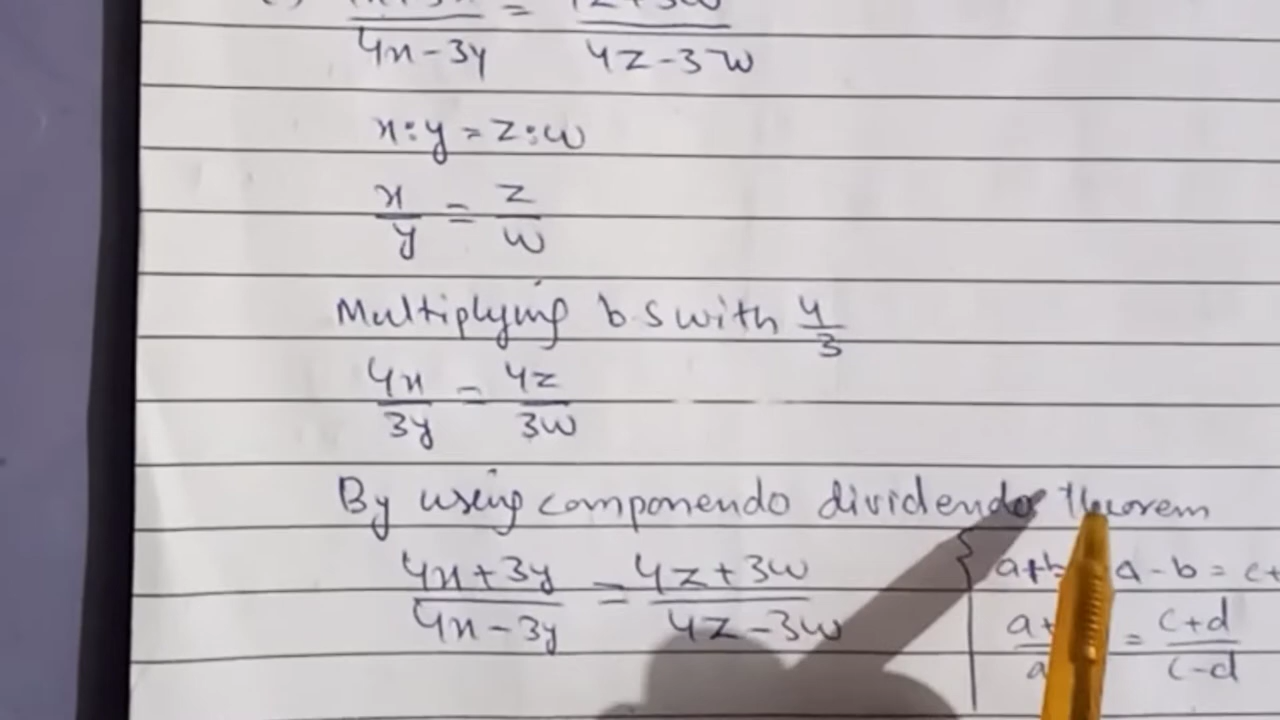 4x-3y 4z-3w
x:y=z:w
x/y = z/w
Multiplying b.s with 4/3
4x/3y = 4z/3w
By using componendo dividendo theorem
4x+3y/4x-3y = 4z+3w/4z-3w
a+b a-b = c+
a+ = c+d/c-d